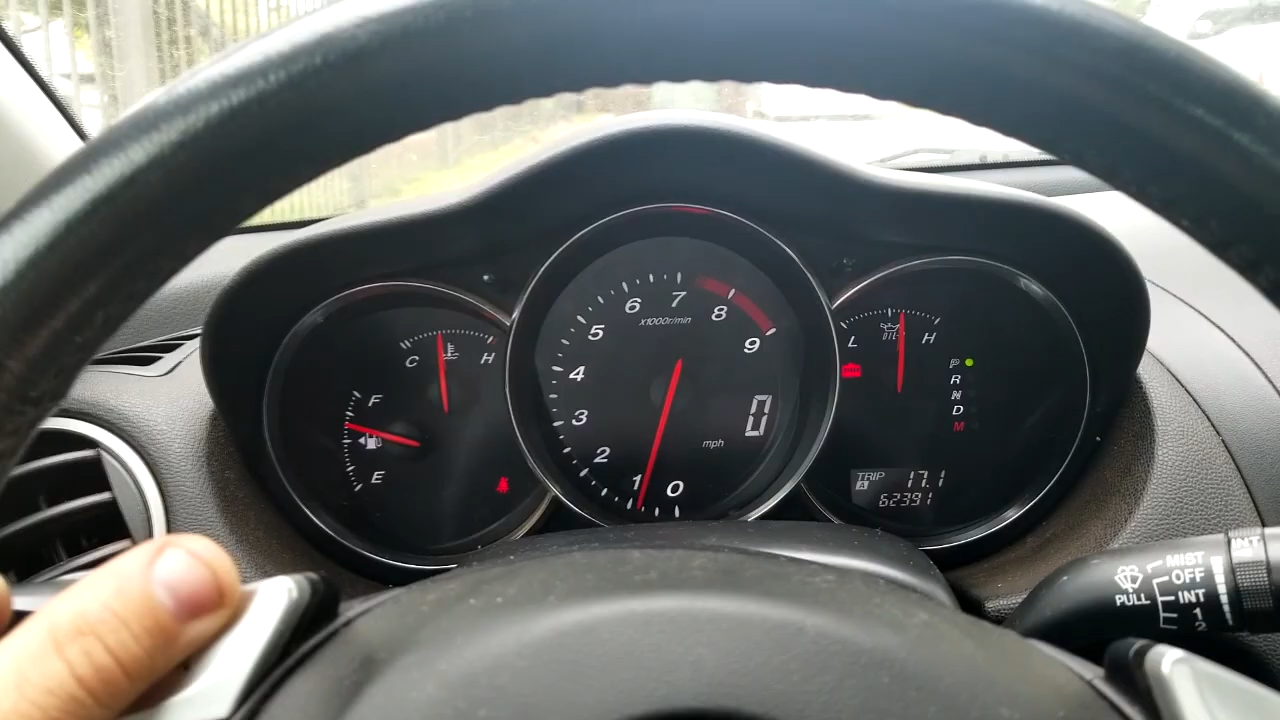 C H
F
E
7
6 8
x1000r/min
5 9
4
3 0
mph
2
1 0
L OIL H
P
R
N
D
M
TRIP 17.1
A
62391
MIST
OFF
INT
1
2
PULL
INT